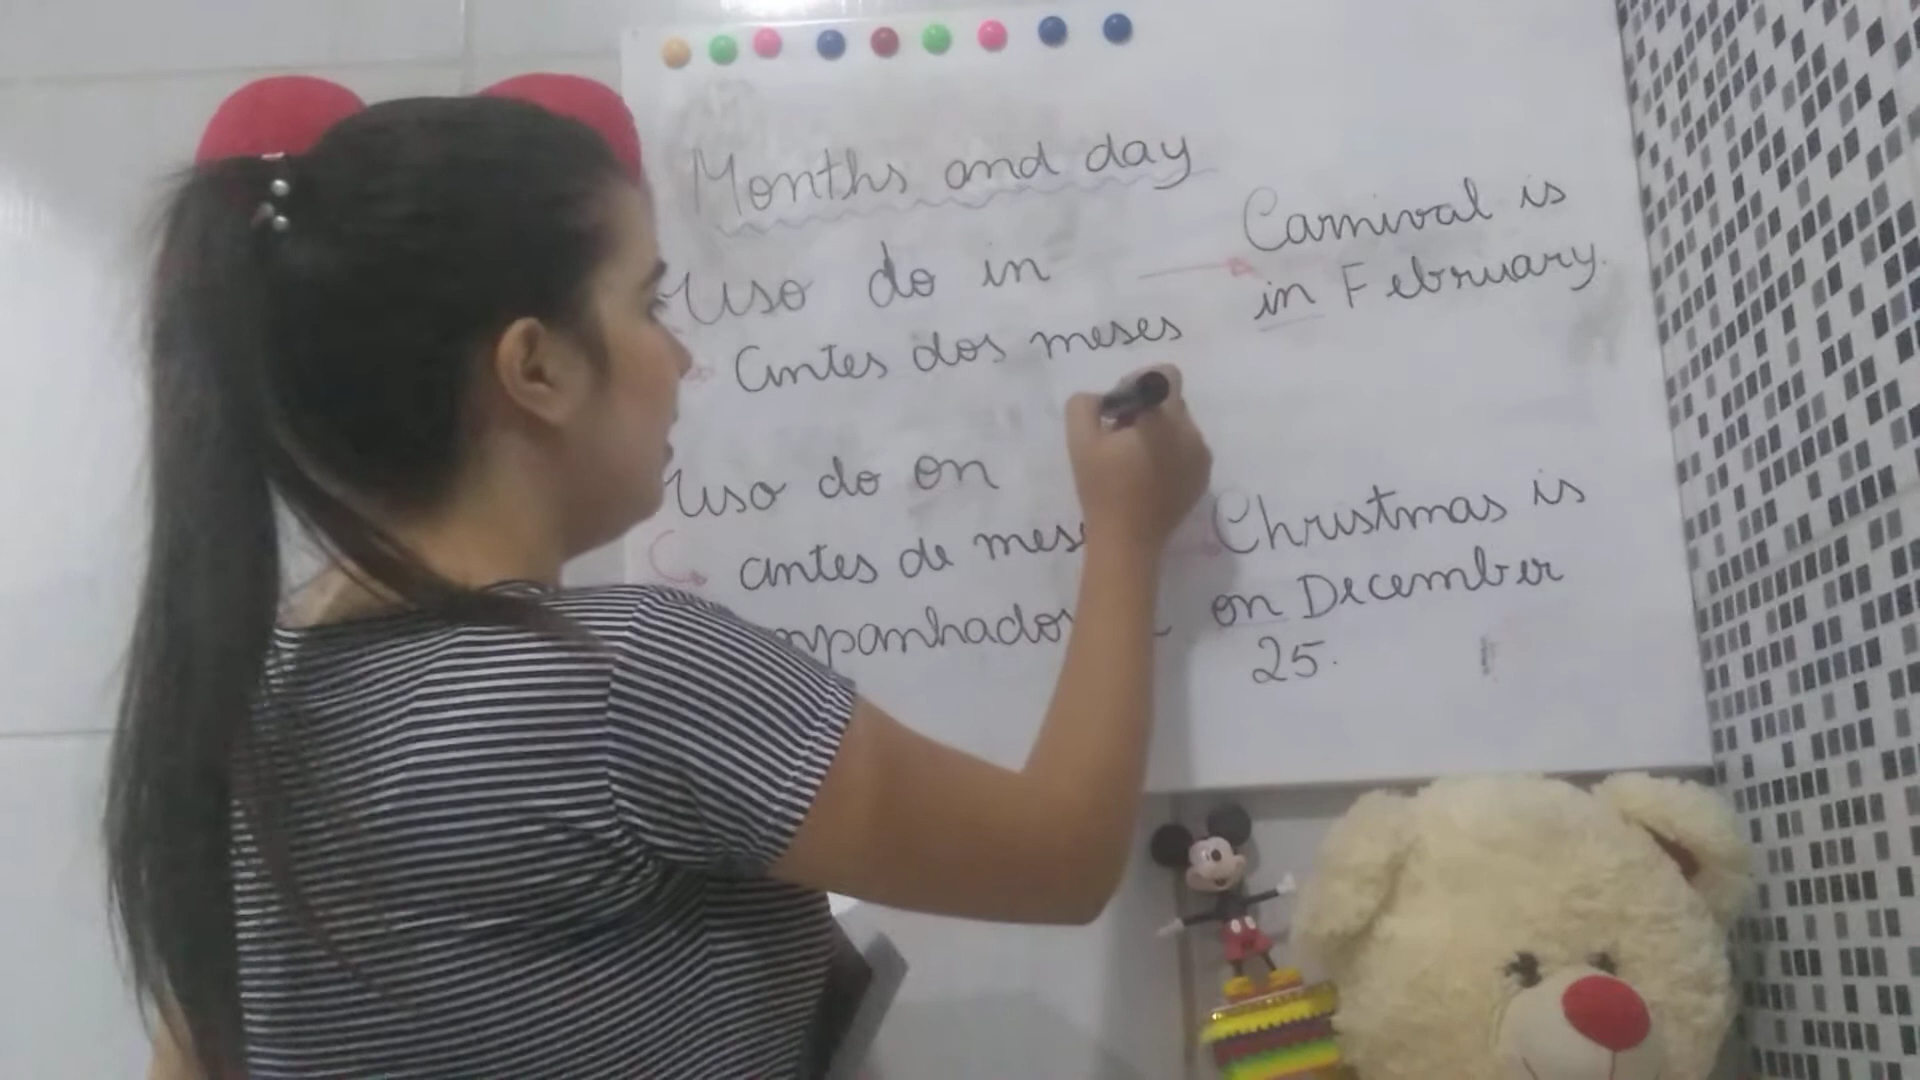 Months and day
Uso do in
Antes dos meses
Carnival is
in February.
Uso do on
antes de
Christmas is
on December
25.